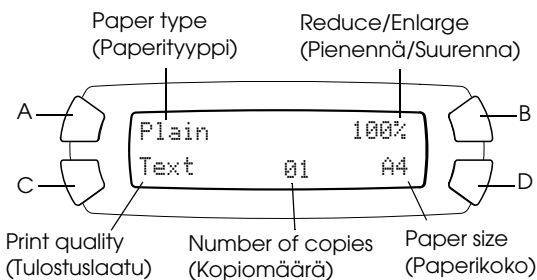 Paper type
(Paperityyppi)
Reduce/Enlarge
(Pienennä/Suurenna)
A
B
Plain 100%
Text 01 A4
C
D
Print quality
(Tulostuslaatu)
Number of copies
(Kopiomäärä)
Paper size
(Paperikoko)